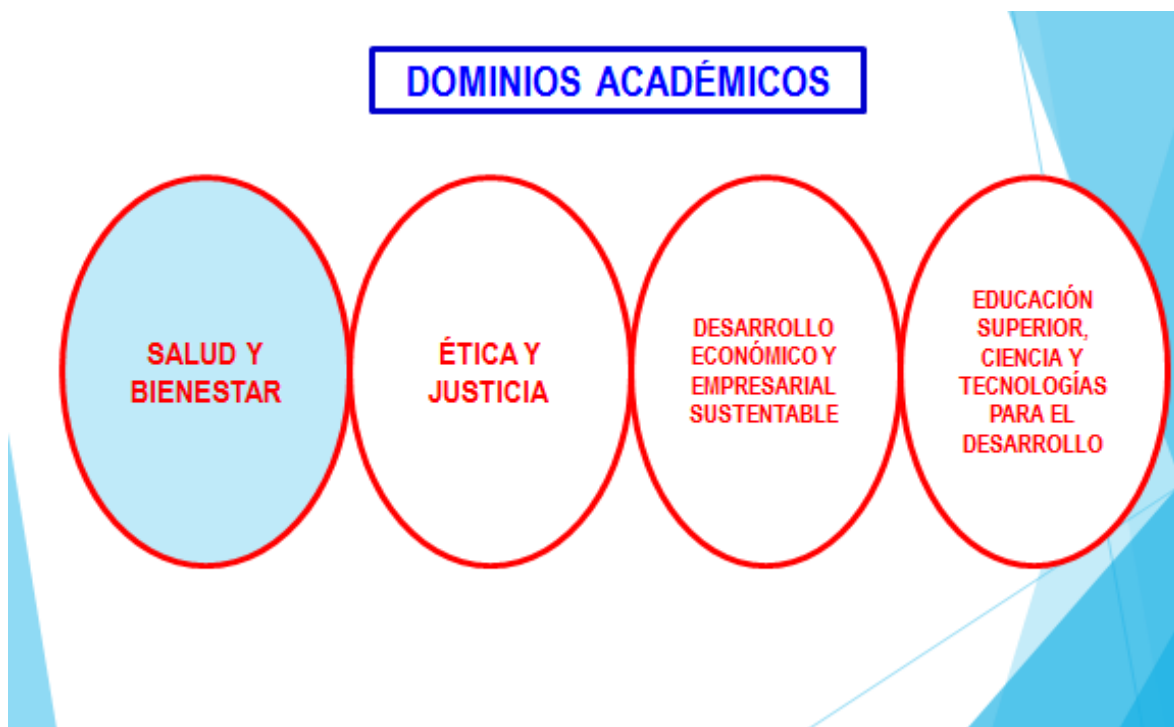 DOMINIOS ACADÉMICOS
SALUD Y
BIENESTAR
ÉTICA Y
JUSTICIA
DESARROLLO
ECONÓMICO Y
EMPRESARIAL
SUSTENTABLE
EDUCACIÓN
SUPERIOR,
CIENCIA Y
TECNOLOGÍAS
PARA EL
DESARROLLO